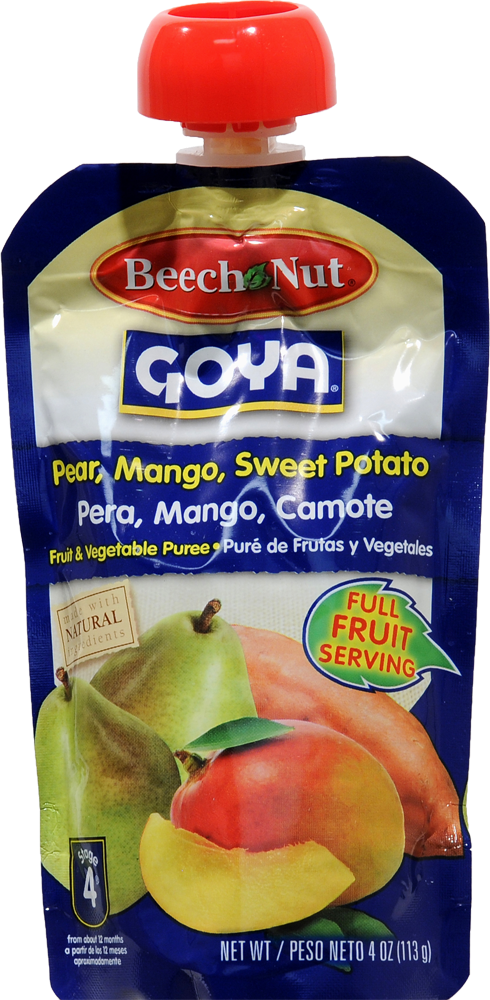 Beech Nut®
GOYA®
Pear, Mango, Sweet Potato
Pera, Mango, Camote
Fruit & Vegetable Puree • Puré de Frutas y Vegetales
made with
NATURAL
ingredients
FULL
FRUIT
SERVING
Stage
4
from about 12 months
a partir de los 12 meses
aproximadamente
NET WT / PESO NETO 4 OZ (113 g)